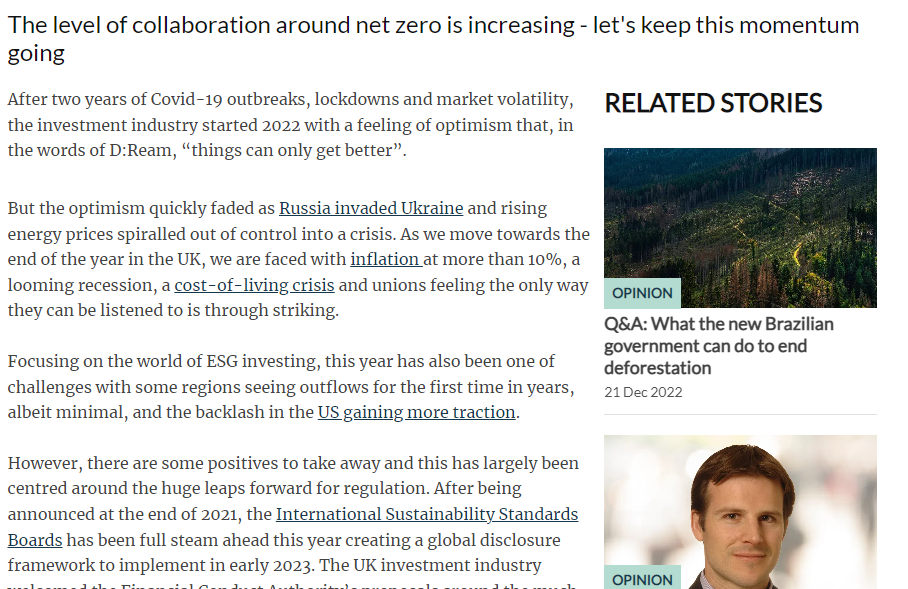 The level of collaboration around net zero is increasing - let's keep this momentum
going
After two years of Covid-19 outbreaks, lockdowns and market volatility,
the investment industry started 2022 with a feeling of optimism that, in
the words of D:Ream, “things can only get better”.
But the optimism quickly faded as Russia invaded Ukraine and rising
energy prices spiralled out of control into a crisis. As we move towards the
end of the year in the UK, we are faced with inflation at more than 10%, a
looming recession, a cost-of-living crisis and unions feeling the only way
they can be listened to is through striking.
Focusing on the world of ESG investing, this year has also been one of
challenges with some regions seeing outflows for the first time in years,
albeit minimal, and the backlash in the US gaining more traction.
However, there are some positives to take away and this has largely been
centred around the huge leaps forward for regulation. After being
announced at the end of 2021, the International Sustainability Standards
Boards has been full steam ahead this year creating a global disclosure
framework to implement in early 2023. The UK investment industry
welcomed the Financial Conduct Authority’s proposals around the much
RELATED STORIES
OPINION
Q&A: What the new Brazilian
government can do to end
deforestation
21 Dec 2022
OPINION